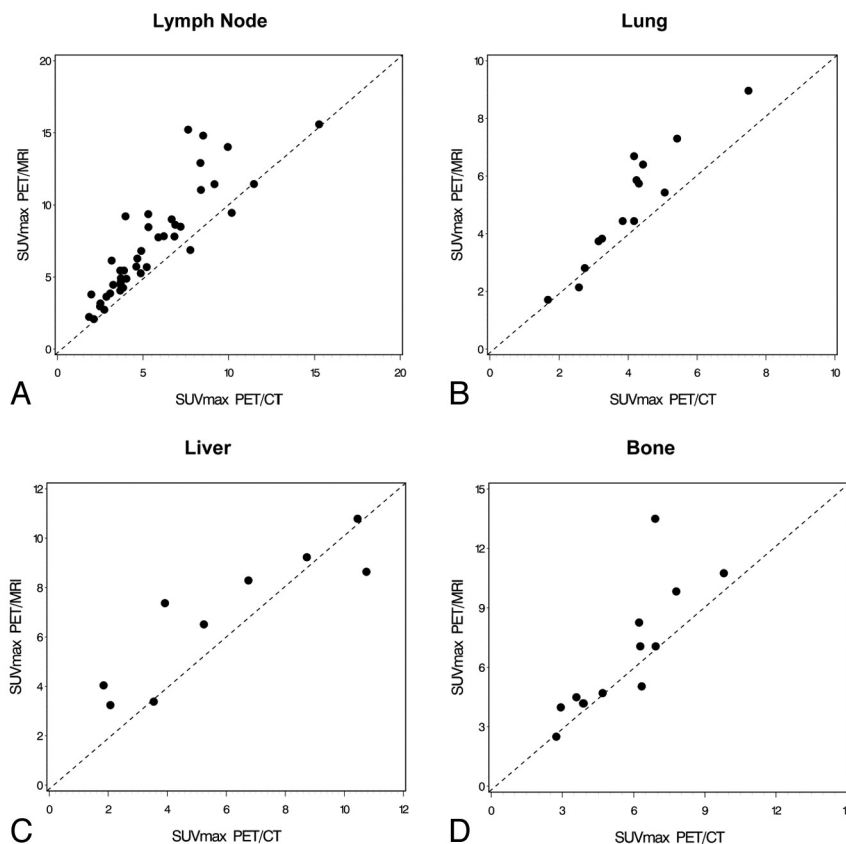 Lymph Node
20
15
10
5
0
SUVmax PET/MRI
0 5 10 15 20
SUVmax PET/CT
A
Lung
10
8
6
4
2
0
SUVmax PET/MRI
0 2 4 6 8 10
SUVmax PET/CT
B
Liver
12
10
8
6
4
2
0
SUVmax PET/MRI
0 2 4 6 8 10 12
SUVmax PET/CT
C
Bone
15
12
9
6
3
0
SUVmax PET/MRI
0 3 6 9 12
SUVmax PET/CT
D